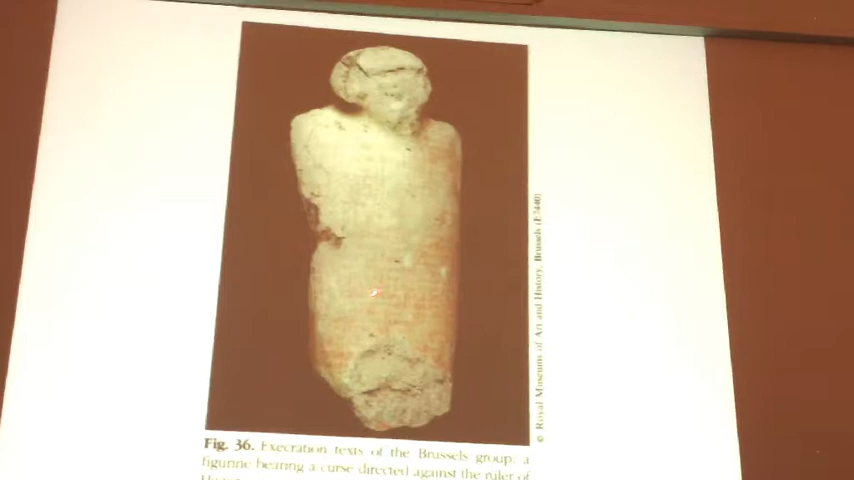 © Royal Museums of Art and History, Brussels (E7440)
Fig. 36. Execration texts of the Brussels group: a
figurine bearing a curse directed against the ruler of